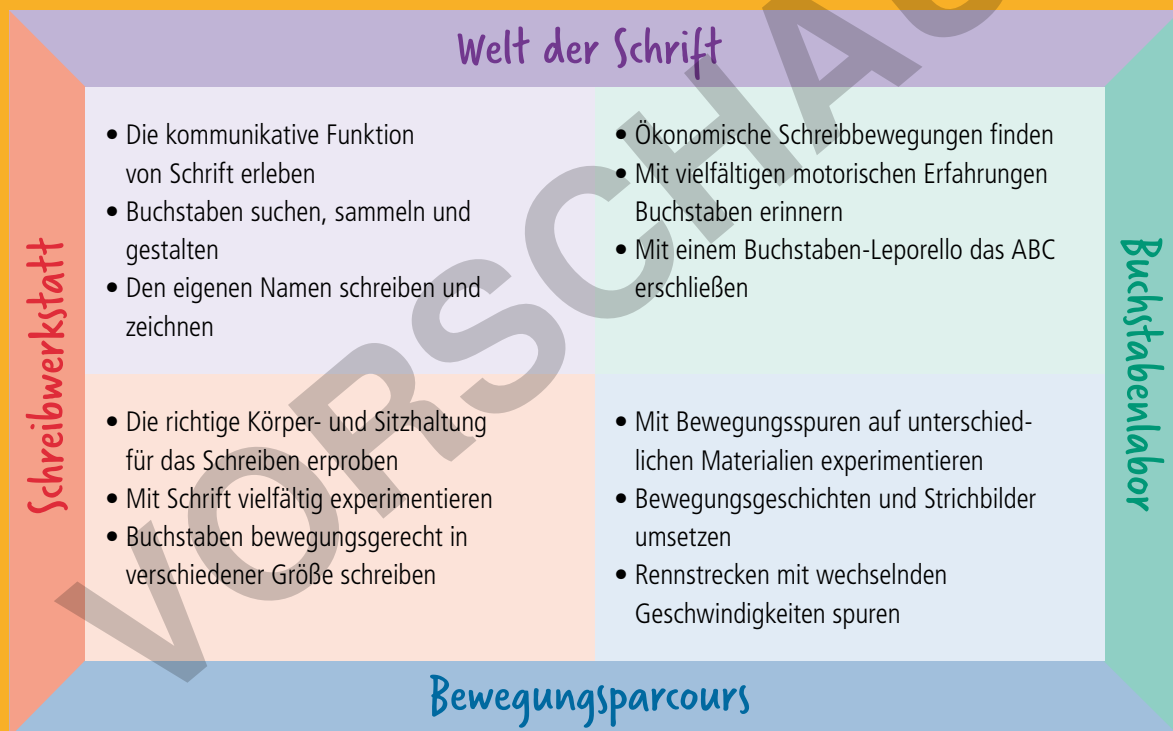 Welt der Schrift
Schreibwerkstatt
• Die kommunikative Funktion
von Schrift erleben
• Buchstaben suchen, sammeln und
gestalten
• Den eigenen Namen schreiben und
zeichnen
• Ökonomische Schreibbewegungen finden
• Mit vielfältigen motorischen Erfahrungen
Buchstaben erinnern
• Mit einem Buchstaben-Leporello das ABC
erschließen
Buchstabenlabor
• Die richtige Körper- und Sitzhaltung
für das Schreiben erproben
• Mit Schrift vielfältig experimentieren
• Buchstaben bewegungsgerecht in
verschiedener Größe schreiben
• Mit Bewegungsspuren auf unterschied-
lichen Materialien experimentieren
• Bewegungsgeschichten und Strichbilder
umsetzen
• Rennstrecken mit wechselnden
Geschwindigkeiten spuren
Bewegungsparcours